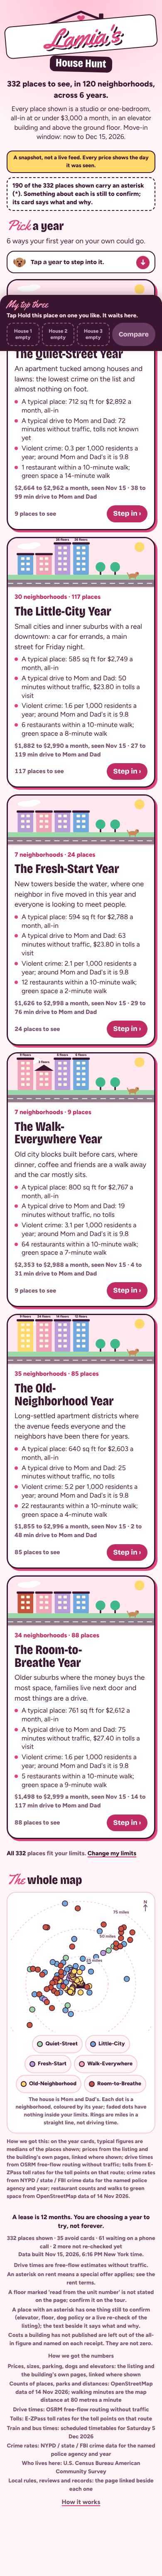 Lamia's
House Hunt
332 places to see, in 120 neighborhoods,
across 6 years.
Every place shown is a studio or one-bedroom,
all-in at or under $3,000 a month, in an elevator
building and above the ground floor. Move-in
window: now to Dec 15, 2026.
A snapshot, not a live feed. Every price shows the day
it was seen.
190 of the 332 places shown carry an asterisk
(*). Something about each is still to confirm;
its card says what and why.
Pick a year
6 ways your first year on your own could go.
Tap a year to step into it.
My top three
Tap Hold this on any place you like. It waits here.
House 1
empty
House 2
empty
House 3
empty
Compare
The Quiet-Street Year
An apartment tucked among houses and
lawns: the lowest crime on the list and
almost nothing on foot.
A typical place: 712 sq ft for $2,892 a
month, all-in
A typical drive to Mom and Dad: 72
minutes without traffic, tolls not known
yet
Violent crime: 0.3 per 1,000 residents a
year; around Mom and Dad's it is 9.8
1 restaurant within a 10-minute walk;
green space a 14-minute walk
$2,664 to $2,962 a month, seen Nov 15 · 38 to
99 min drive to Mom and Dad
9 places to see
Step in ›
30 neighborhoods · 117 places
The Little-City Year
Small cities and inner suburbs with a real
downtown: a car for errands, a main
street for Friday night.
A typical place: 585 sq ft for $2,749 a
month, all-in
A typical drive to Mom and Dad: 50
minutes without traffic, $23.80 in tolls a
visit
Violent crime: 1.6 per 1,000 residents a
year; around Mom and Dad's it is 9.8
6 restaurants within a 10-minute walk;
green space a 8-minute walk
$1,882 to $2,990 a month, seen Nov 15 · 27 to
119 min drive to Mom and Dad
117 places to see
Step in ›
7 neighborhoods · 24 places
The Fresh-Start Year
New towers beside the water, where one
neighbor in five moved in this year and
everyone is looking to meet people.
A typical place: 594 sq ft for $2,788 a
month, all-in
A typical drive to Mom and Dad: 63
minutes without traffic, $23.80 in tolls a
visit
Violent crime: 2.1 per 1,000 residents a
year; around Mom and Dad's it is 9.8
12 restaurants within a 10-minute walk;
green space a 2-minute walk
$1,626 to $2,998 a month, seen Nov 15 · 29 to
76 min drive to Mom and Dad
24 places to see
Step in ›
7 neighborhoods · 9 places
The Walk-
Everywhere Year
Old city blocks built before cars, where
dinner, coffee and friends are a walk away
and the car mostly sits.
A typical place: 800 sq ft for $2,767 a
month, all-in
A typical drive to Mom and Dad: 19
minutes without traffic, no tolls
Violent crime: 3.1 per 1,000 residents a
year; around Mom and Dad's it is 9.8
64 restaurants within a 10-minute walk;
green space a 7-minute walk
$2,353 to $2,988 a month, seen Nov 15 · 4 to
31 min drive to Mom and Dad
9 places to see
Step in ›
35 neighborhoods · 85 places
The Old-
Neighborhood Year
Long-settled apartment districts where
the avenue feeds everyone and the
neighbors have been there for years.
A typical place: 640 sq ft for $2,603 a
month, all-in
A typical drive to Mom and Dad: 25
minutes without traffic, no tolls
Violent crime: 5.2 per 1,000 residents a
year; around Mom and Dad's it is 9.8
22 restaurants within a 10-minute walk;
green space a 4-minute walk
$1,855 to $2,996 a month, seen Nov 15 · 2 to
48 min drive to Mom and Dad
85 places to see
Step in ›
34 neighborhoods · 88 places
The Room-to-
Breathe Year
Older suburbs where the money buys the
most space, families live next door and
most things are a drive.
A typical place: 761 sq ft for $2,612 a
month, all-in
A typical drive to Mom and Dad: 75
minutes without traffic, $27.40 in tolls a
visit
Violent crime: 1.6 per 1,000 residents a
year; around Mom and Dad's it is 9.8
5 restaurants within a 10-minute walk;
green space a 9-minute walk
$1,498 to $2,999 a month, seen Nov 15 · 14 to
117 min drive to Mom and Dad
88 places to see
Step in ›
All 332 places fit your limits. Change my limits
The whole map
N
75 miles
50 miles
25 miles
Quiet-Street
Little-City
Fresh-Start
Walk-Everywhere
Old-Neighborhood
Room-to-Breathe
The house is Mom and Dad's. Each dot is a
neighborhood, coloured by its year; faded dots have
nothing inside your limits. Rings are miles in a
straight line, not driving time.
How we got this: on the year cards, typical figures are
medians of the places shown; prices from the listing and
the building's own pages, linked where shown; drive times
from OSRM free-flow routing without traffic; tolls from E-
ZPass toll rates for the toll points on that route; crime rates
from NYPD / state / FBI crime data for the named police
agency and year; restaurant counts and walks to green
space from OpenStreetMap data of 14 Nov 2026.
A lease is 12 months. You are choosing a year to
try, not forever.
332 places shown · 35 video calls · 61 waiting on a phone
call · 2 more not re-checked yet
Data built Nov 15, 2026, 6:16 PM New York time.
Drive times are free-flow estimates without traffic.
An asterisk on rent means a special offer applies; see the
rent terms.
A floor marked 'read from the unit number' is not stated
on the page; confirm it on the tour.
A place with an asterisk has one thing still to confirm
(elevator, floor, dog policy or a live re-check of the
listing); the text beside it says what and why.
Costs a building has not published are left out of the all-
in figure and named on each receipt. They are not zero.
How we got the numbers
Prices, sizes, parking, dogs and elevators: the listing and
the building's own pages, linked where shown
Counts of places, parks and distances: OpenStreetMap
data of 14 Nov 2026; walking minutes are the map
distance at 80 metres a minute
Drive times: OSRM free-flow routing without traffic
Tolls: E-ZPass toll rates for the toll points on that route
Train and bus times: scheduled timetables for Saturday 5
Dec 2026
Crime rates: NYPD / state / FBI crime data for the named
police agency and year
Who lives here: U.S. Census Bureau American
Community Survey
Local rules, reviews and records: the page linked beside
each one
How it works